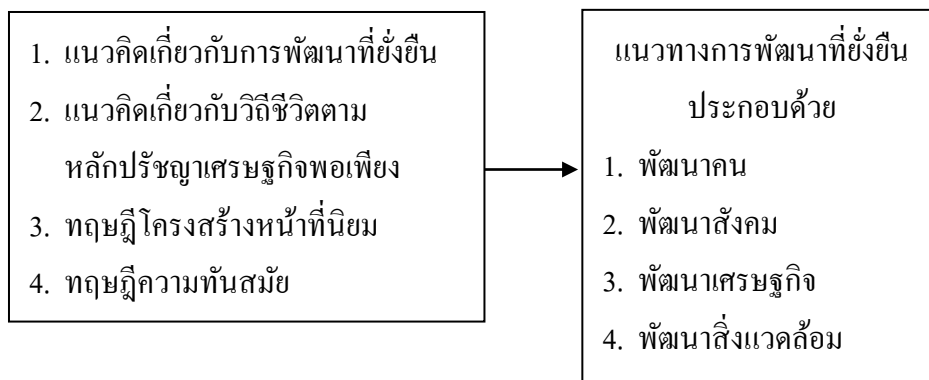 1. แนวคิดเกี่ยวกับการพัฒนาที่ยั่งยืน
2. แนวคิดเกี่ยวกับวิถีชีวิตตาม
หลักปรัชญาเศรษฐกิจพอเพียง
3. ทฤษฎีโครงสร้างหน้าที่นิยม
4. ทฤษฎีความทันสมัย
แนวทางการพัฒนาที่ยั่งยืน
ประกอบด้วย
1. พัฒนาคน
2. พัฒนาสังคม
3. พัฒนาเศรษฐกิจ
4. พัฒนาสิ่งแวดล้อม